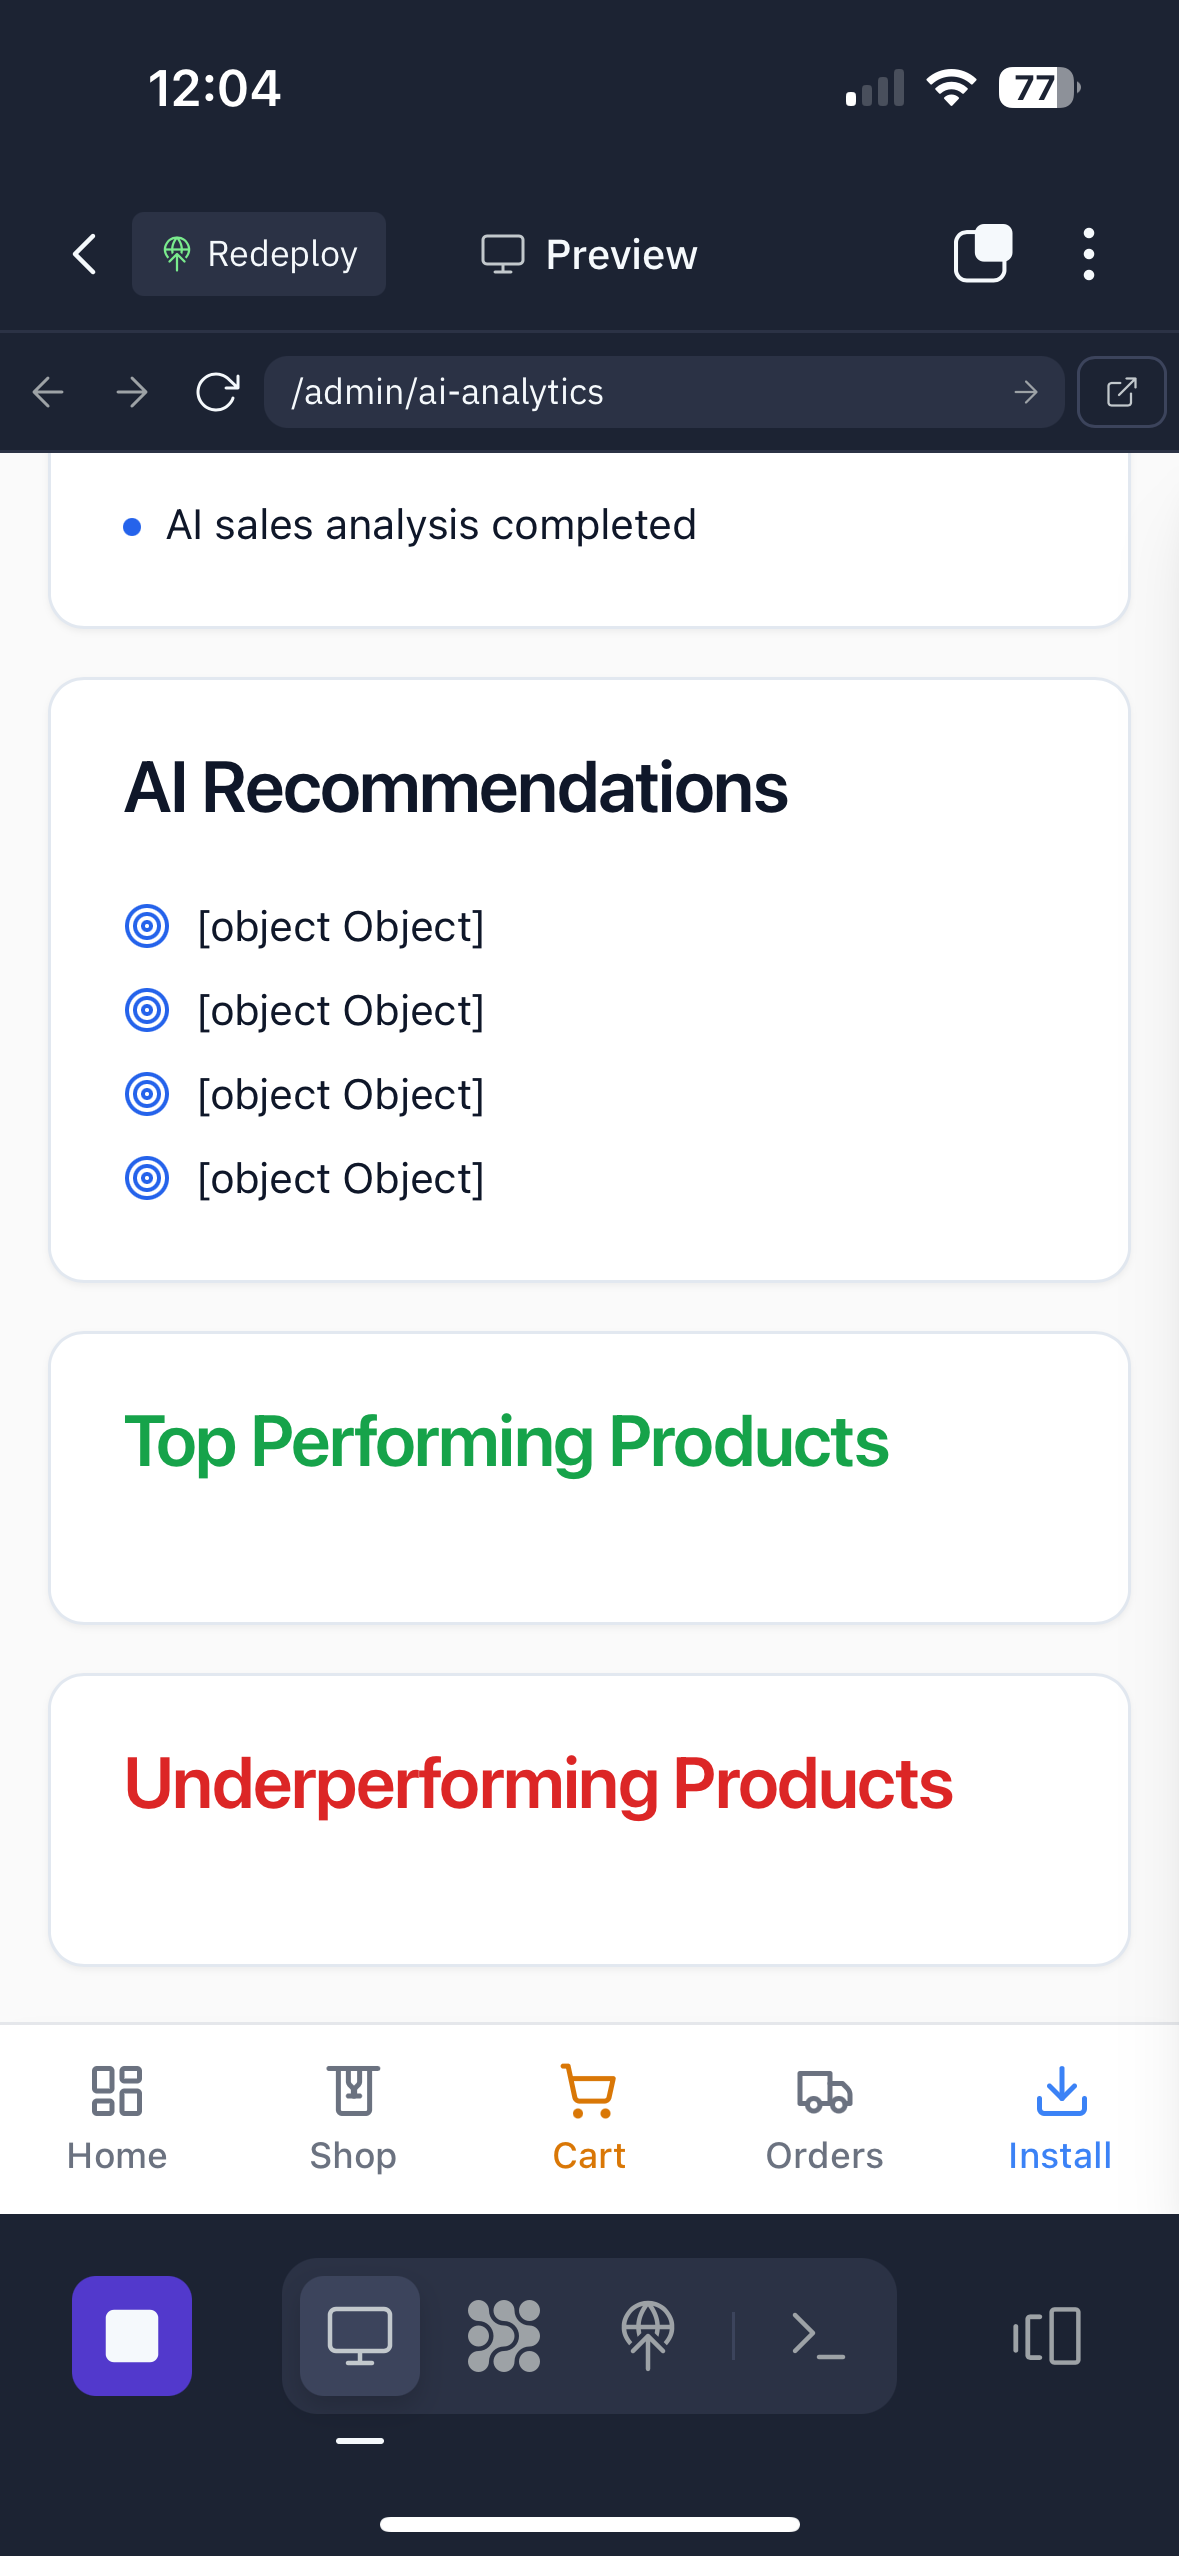 12:04
77
Redeploy
Preview
/admin/ai-analytics
AI sales analysis completed
AI Recommendations
[object Object]
[object Object]
[object Object]
[object Object]
Top Performing Products
Underperforming Products
Home
Shop
Cart
Orders
Install